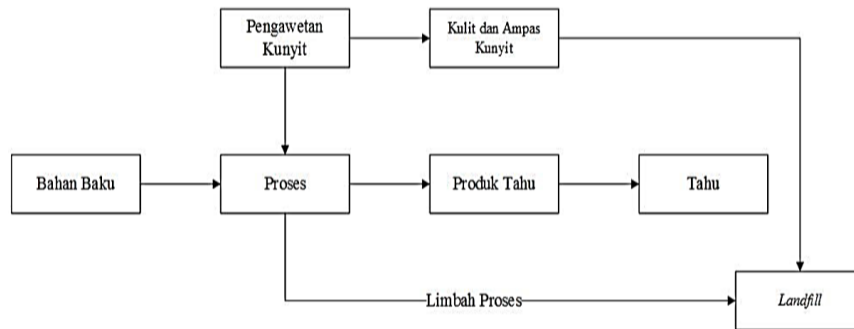 Pengawetan
Kunyit
Kulit dan Ampas
Kunyit
Bahan Baku
Proses
Produk Tahu
Tahu
Limbah Proses
Landfill